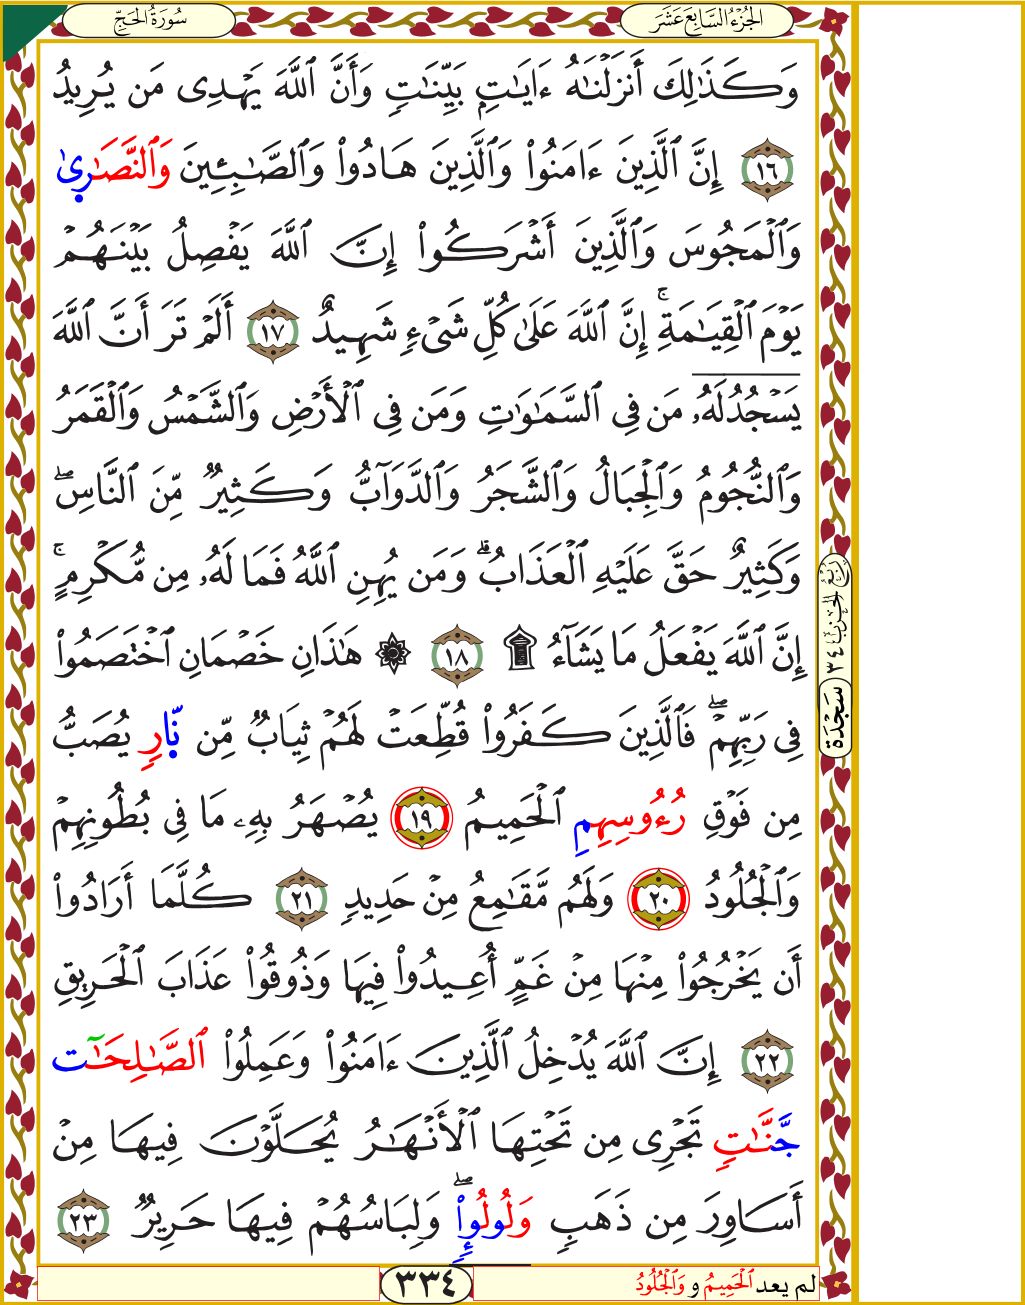 سُورَةُ الحَجِّ
الجُزْءُ السَّابِعَ عَشَرَ
وَكَذَٰلِكَ أَنزَلْنَٰهُ ءَايَٰتِۭ بَيِّنَٰتٖ وَأَنَّ ٱللَّهَ يَهْدِى مَن يُرِيدُ
١٦ إِنَّ ٱلَّذِينَ ءَامَنُوا۟ وَٱلَّذِينَ هَادُوا۟ وَٱلصَّٰبِـِٔينَ وَٱلنَّصَٰرِىٰ
وَٱلْمَجُوسَ وَٱلَّذِينَ أَشْرَكُوٓا۟ إِنَّ ٱللَّهَ يَفْصِلُ بَيْنَهُمْ
يَوْمَ ٱلْقِيَٰمَةِۚ إِنَّ ٱللَّهَ عَلَىٰ كُلِّ شَىْءٖ شَهِيدٌ ١٧ أَلَمْ تَرَ أَنَّ ٱللَّهَ
يَسْجُدُ لَهُۥ مَن فِى ٱلسَّمَٰوَٰتِ وَمَن فِى ٱلْأَرْضِ وَٱلشَّمْسُ وَٱلْقَمَرُ
وَٱلنُّجُومُ وَٱلْجِبَالُ وَٱلشَّجَرُ وَٱلدَّوَآبُّ وَكَثِيرٌ مِّنَ ٱلنَّاسِۖ
وَكَثِيرٌ حَقَّ عَلَيْهِ ٱلْعَذَابُۗ وَمَن يُهِنِ ٱللَّهُ فَمَا لَهُۥ مِن مُّكْرِمٍۚ
إِنَّ ٱللَّهَ يَفْعَلُ مَا يَشَآءُ ۩ ١٨ ۞ هَٰذَانِ خَصْمَانِ ٱخْتَصَمُوا۟
فِى رَبِّهِمْۖ فَٱلَّذِينَ كَفَرُوا۟ قُطِّعَتْ لَهُمْ ثِيَابٌ مِّن نّ۪ارٖ يُصَبُّ
مِن فَوْقِ رُءُوسِهِمِ ٱلْحَمِيمُ ١٩ يُصْهَرُ بِهِۦ مَا فِى بُطُونِهِمْ
وَٱلْجُلُودُ ٢٠ وَلَهُم مَّقَٰمِعُ مِنْ حَدِيدٖ ٢١ كُلَّمَآ أَرَادُوٓا۟
أَن يَخْرُجُوا۟ مِنْهَا مِنْ غَمٍّ أُعِيدُوا۟ فِيهَا وَذُوقُوا۟ عَذَابَ ٱلْحَرِيقِ
٢٢ إِنَّ ٱللَّهَ يُدْخِلُ ٱلَّذِينَ ءَامَنُوا۟ وَعَمِلُوا۟ ٱلصَّٰلِحَٰٓت
جَّنَّٰتٖ تَجْرِى مِن تَحْتِهَا ٱلْأَنْهَٰرُ يُحَلَّوْنَ فِيهَا مِنْ
أَسَاوِرَ مِن ذَهَبٖ وَلُولُوٕٖا۟ۖ وَلِبَاسُهُمْ فِيهَا حَرِيرٌ ٢٣
رُبْعُ الحِزْبِ ٣٤
سَجْدَة
٣٣٤
لم يعد ٱلْحَمِيمُ و وَٱلْجُلُودُ